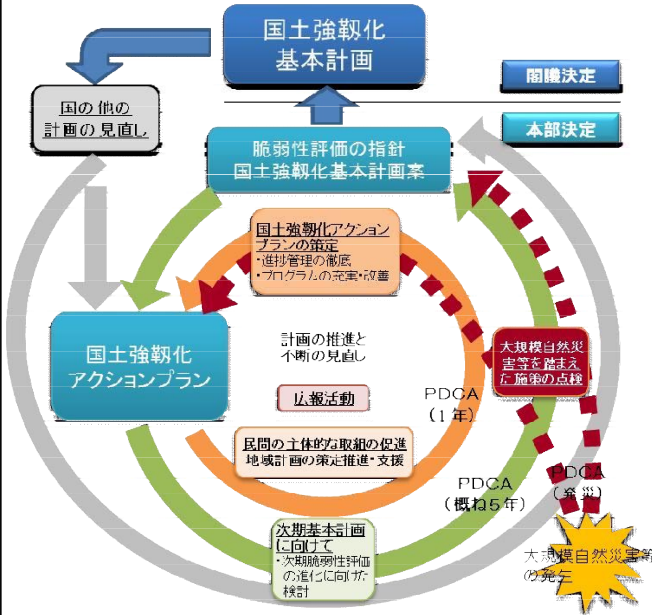 国土強靱化
基本計画
閣議決定
本部決定
国の他の
計画の見直し
脆弱性評価の指針
国土強靱化基本計画案
国土強靱化アクション
プランの策定
・進捗管理の徹底
・プログラムの充実・改善
国土強靱化
アクションプラン
計画の推進と
不断の見直し
広報活動
大規模自然災
害等を踏まえ
た施策の点検
PDCA
(1年)
民間の主体的な取組の促進
地域計画の策定推進・支援
PDCA
(概ね5年)
PDCA
(発災)
次期基本計画
に向けて
・次期脆弱性評価
の進化に向けた
検討
大規模自然災害等
の発生